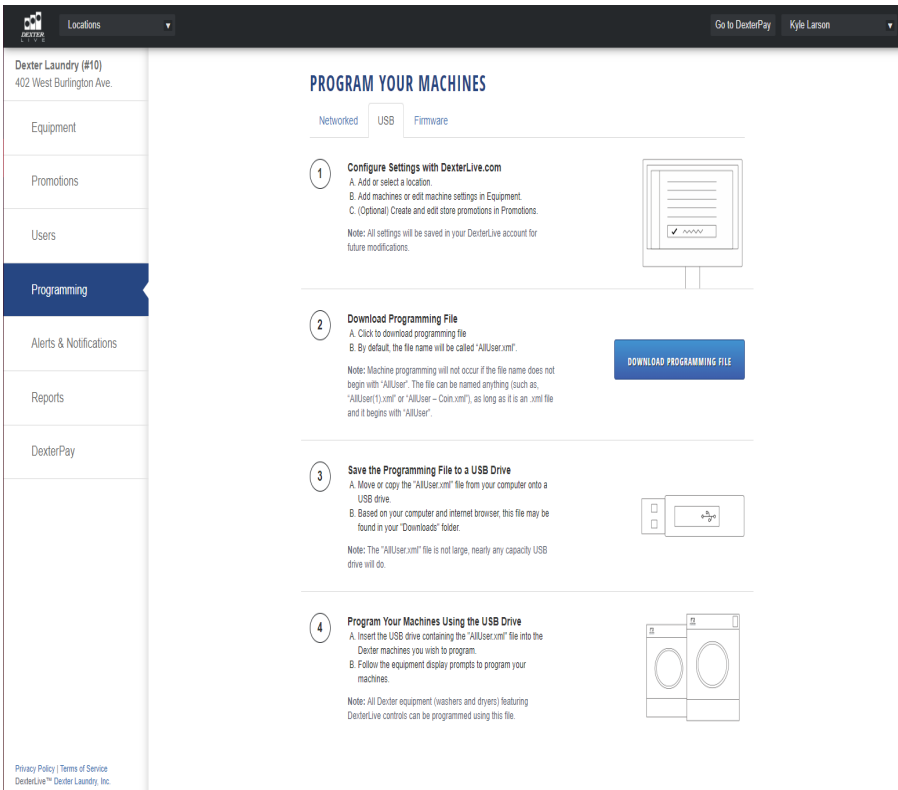 DEXTER
LIVE
Locations
Go to DexterPay
Kyle Larson
Dexter Laundry (#10)
402 West Burlington Ave.
Equipment
Promotions
Users
Programming
Alerts & Notifications
Reports
DexterPay
Privacy Policy | Terms of Service
DexterLive™ Dexter Laundry, Inc.
PROGRAM YOUR MACHINES
Networked USB Firmware
1
Configure Settings with DexterLive.com
A. Add or select a location.
B. Add machines or edit machine settings in Equipment.
C. (Optional) Create and edit store promotions in Promotions.
Note: All settings will be saved in your DexterLive account for
future modifications.
2
Download Programming File
A. Click to download programming file
B. By default, the file name will be called "AllUser.xml".
Note: Machine programming will not occur if the file name does not
begin with "AllUser". The file can be named anything (such as,
"AllUser(1).xml" or "AllUser – Coin.xml"), as long as it is an .xml file
and it begins with "AllUser".
DOWNLOAD PROGRAMMING FILE
3
Save the Programming File to a USB Drive
A. Move or copy the "AllUser.xml" file from your computer onto a
USB drive.
B. Based on your computer and internet browser, this file may be
found in your "Downloads" folder.
Note: The "AllUser.xml" file is not large, nearly any capacity USB
drive will do.
4
Program Your Machines Using the USB Drive
A. Insert the USB drive containing the "AllUser.xml" file into the
Dexter machines you wish to program.
B. Follow the equipment display prompts to program your
machines.
Note: All Dexter equipment (washers and dryers) featuring
DexterLive controls can be programmed using this file.